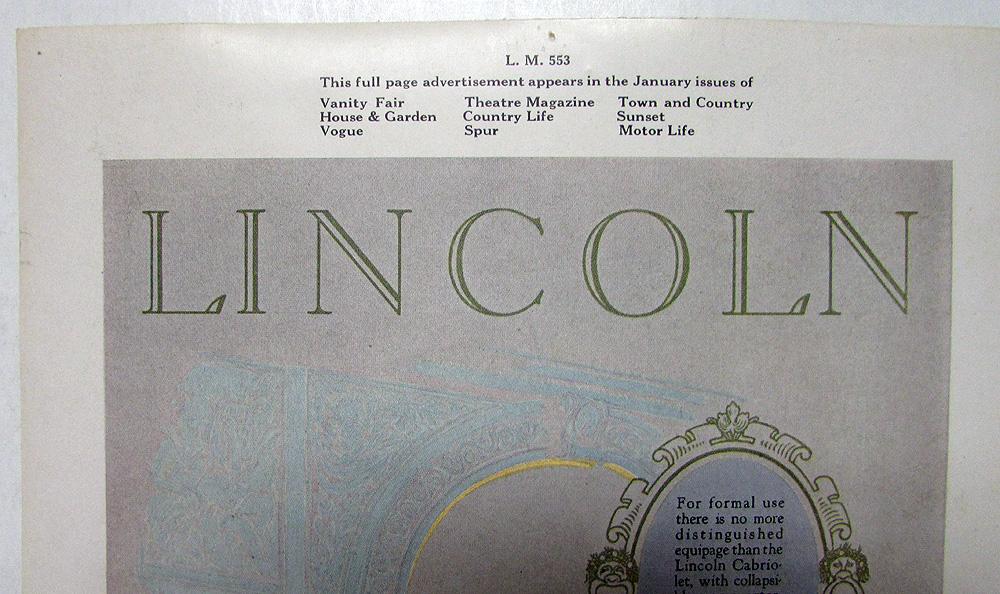 L. M. 553
This full page advertisement appears in the January issues of
Vanity Fair Theatre Magazine Town and Country
House & Garden Country Life Sunset
Vogue Spur Motor Life
LINCOLN
For formal use
there is no more
distinguished
equipage than the
Lincoln Cabrio-
let, with collapsi-